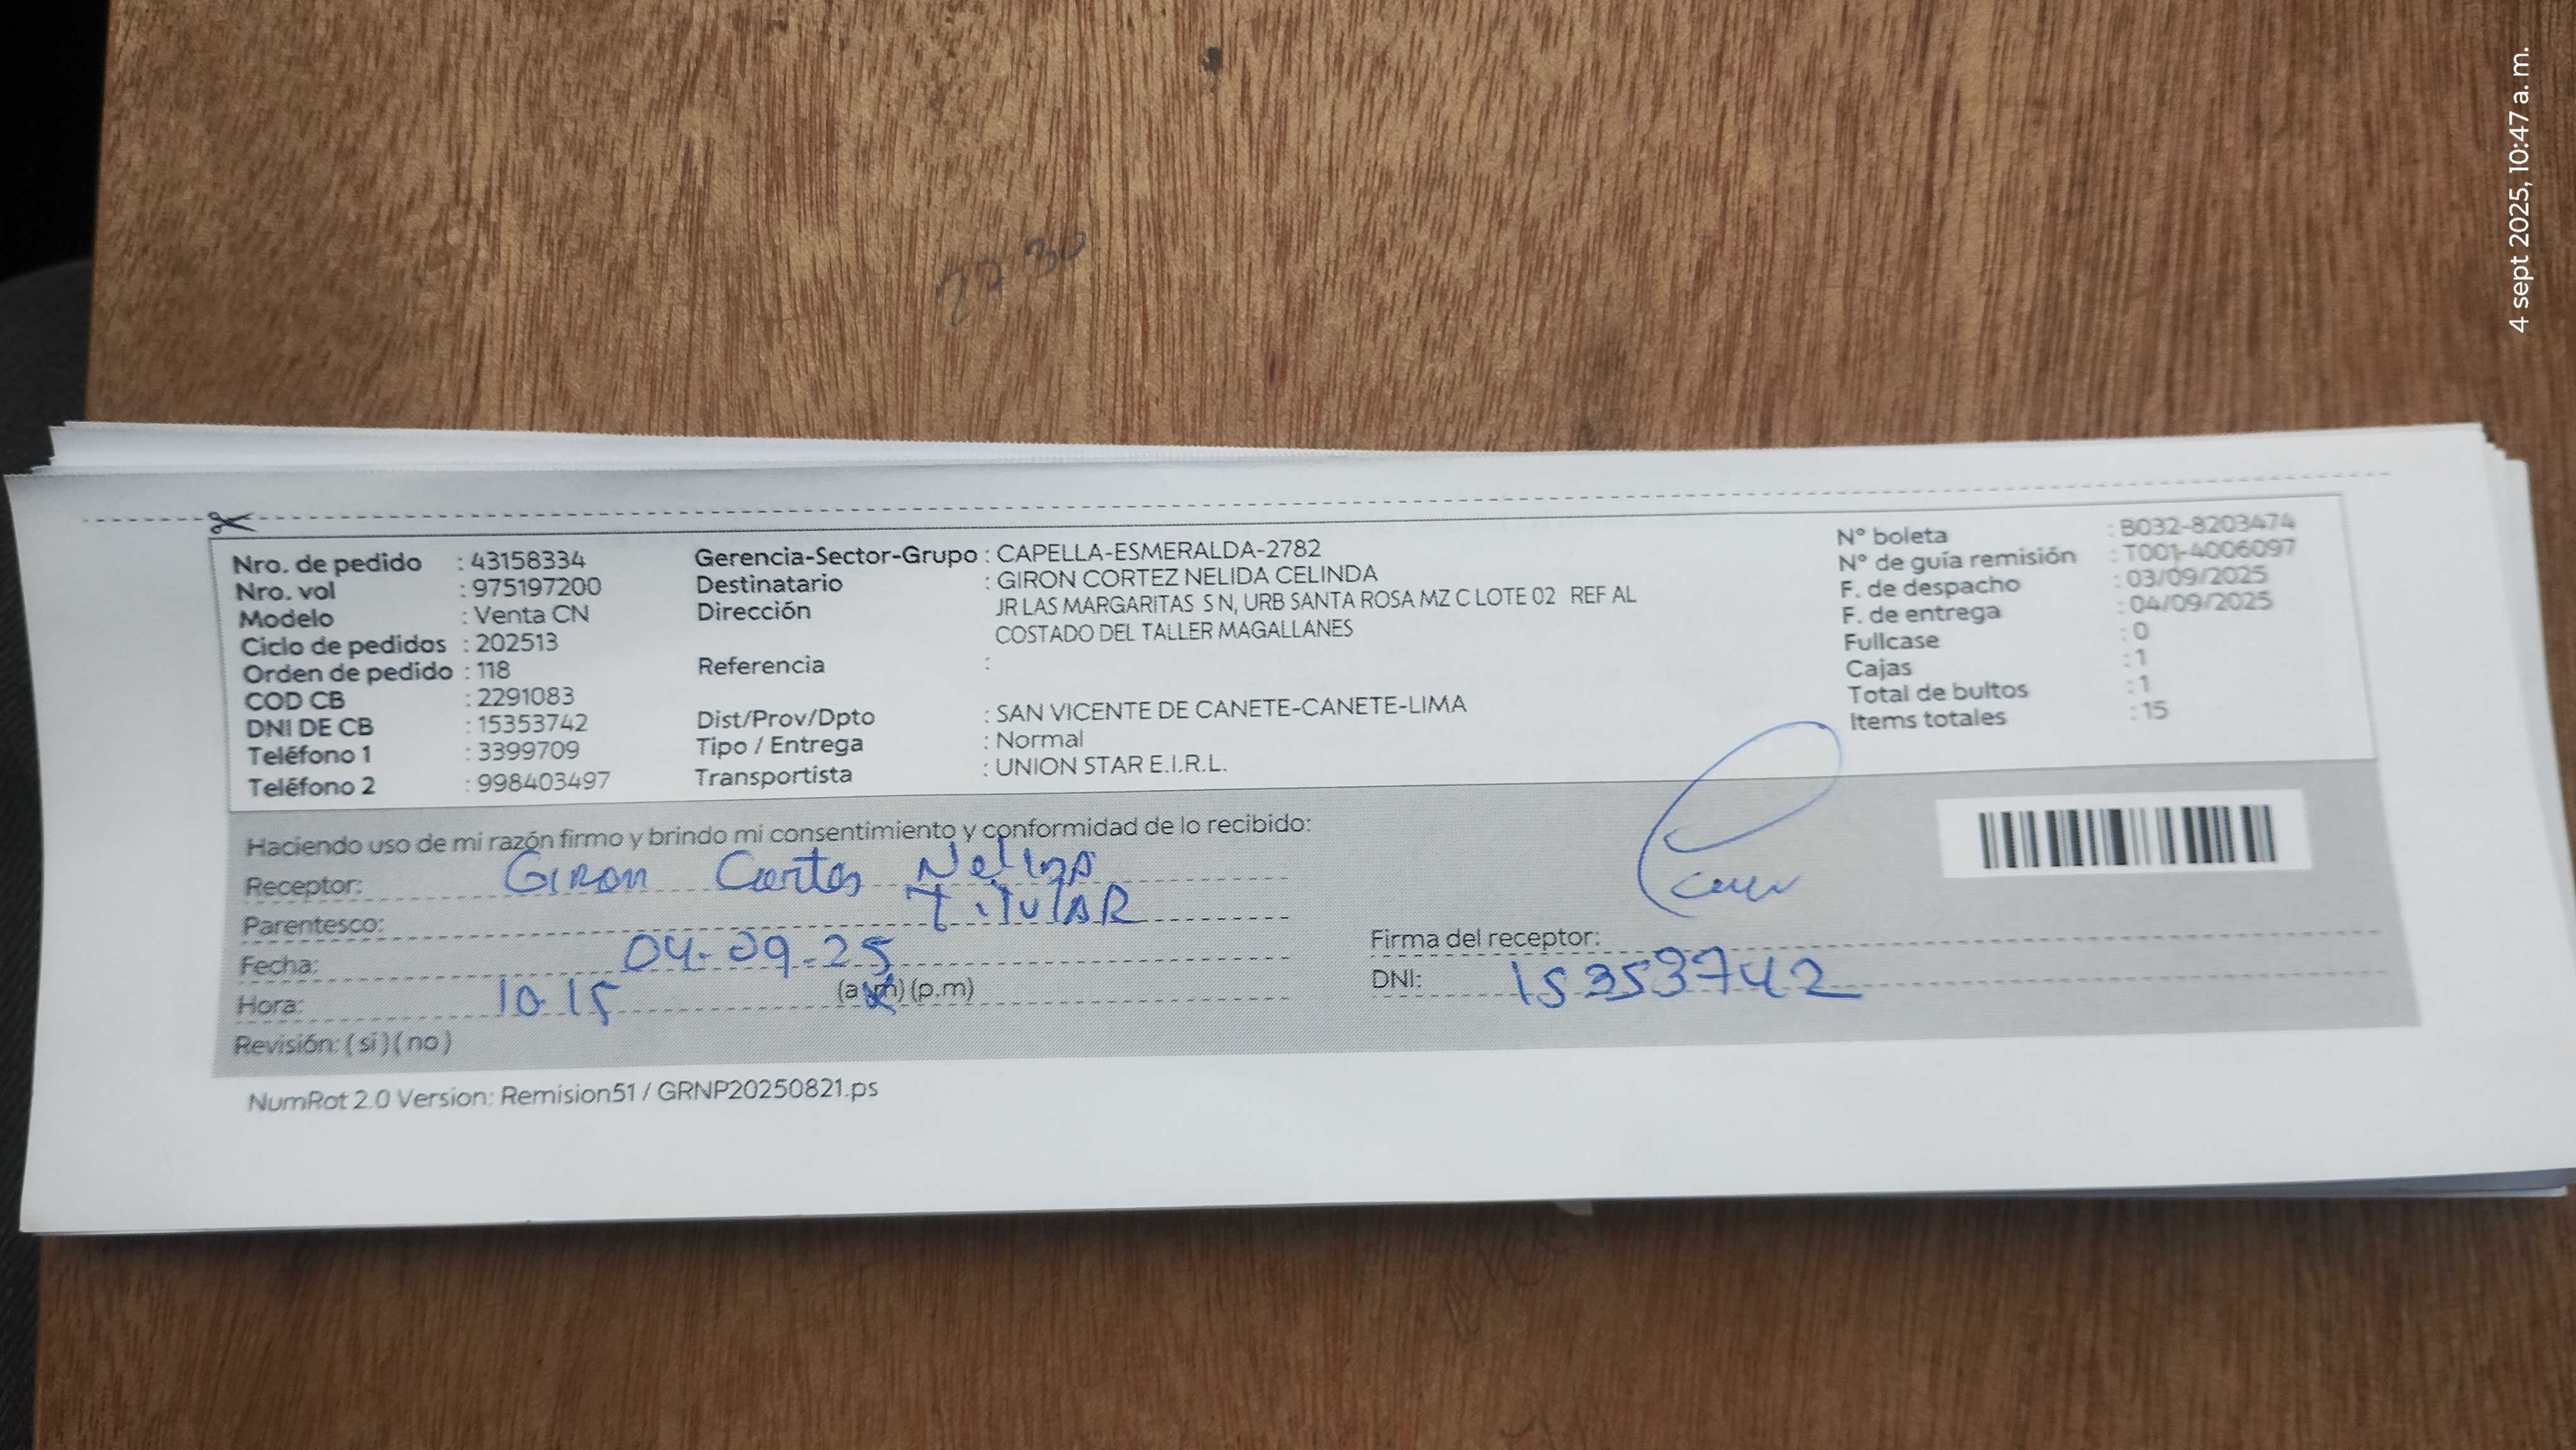 4 sept 2025, 10:47 a. m.
Nro. de pedido : 43158334
Nro. vol : 975197200
Modelo : Venta CN
Ciclo de pedidos : 202513
Orden de pedido : 118
COD CB : 2291083
DNI DE CB : 15353742
Teléfono 1 : 3399709
Teléfono 2 : 998403497
Gerencia-Sector-Grupo : CAPELLA-ESMERALDA-2782
Destinatario : GIRON CORTEZ NELIDA CELINDA
Dirección JR LAS MARGARITAS S N, URB SANTA ROSA MZ C LOTE 02 REF AL
COSTADO DEL TALLER MAGALLANES
Referencia :
Dist/Prov/Dpto : SAN VICENTE DE CANETE-CANETE-LIMA
Tipo / Entrega : Normal
Transportista : UNION STAR E.I.R.L.
N° boleta : B032-8203474
N° de guía remisión : T001-4006097
F. de despacho : 03/09/2025
F. de entrega : 04/09/2025
Fullcase : 0
Cajas : 1
Total de bultos : 1
Items totales : 15
Haciendo uso de mi razón firmo y brindo mi consentimiento y conformidad de lo recibido:
Receptor: GIRON Cortes NelIDA
Parentesco: TitulAR
Fecha: 04-09-25
Hora: 10 15 (a.m) (p.m)
Revisión: ( si ) ( no )
Firma del receptor:
DNI: 15353742
NumRot 2.0 Version: Remision51 / GRNP20250821.ps